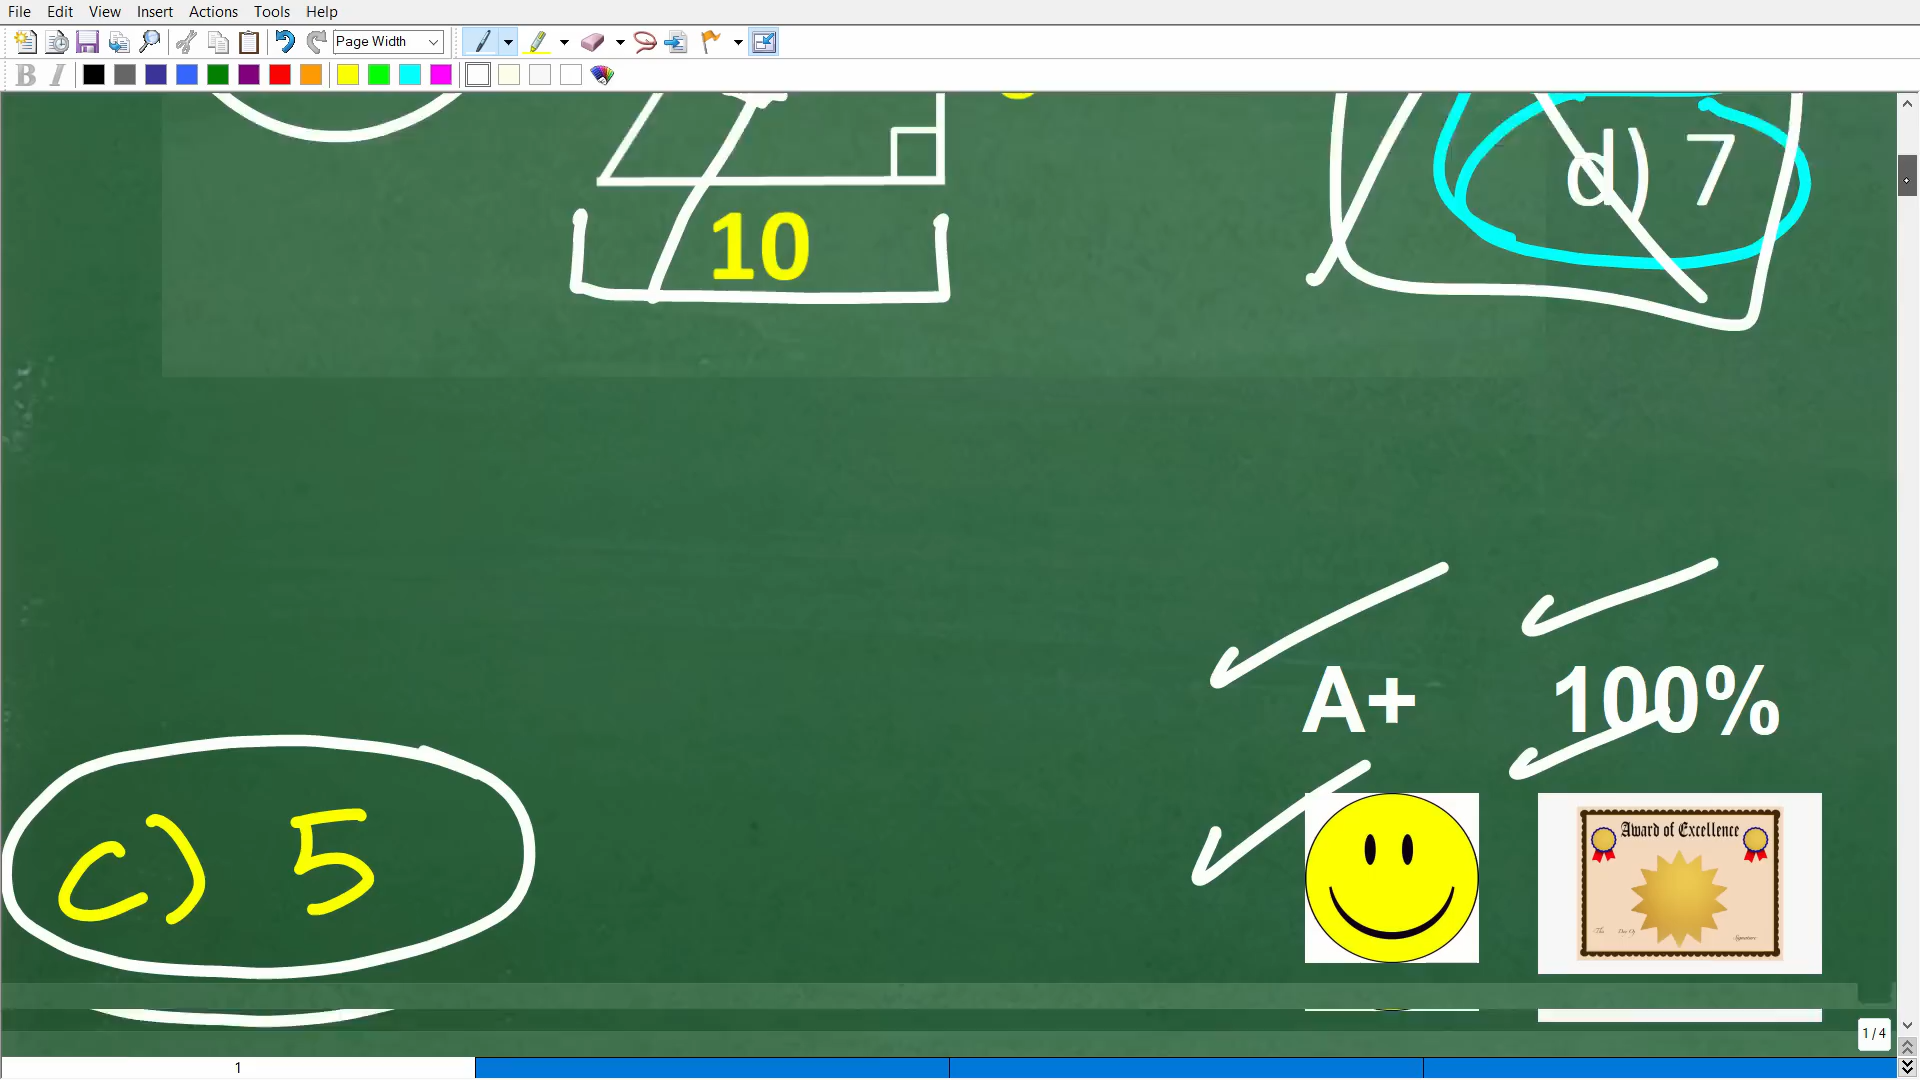 File Edit View Insert Actions Tools Help
Page Width
B I
d) 7
10
A+ 100%
c) 5
Award of Excellence
1 / 4
1